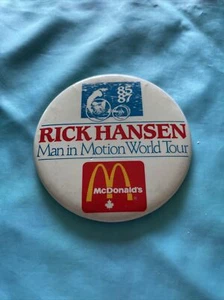 85
87
RICK HANSEN
Man in Motion World Tour
McDonald's